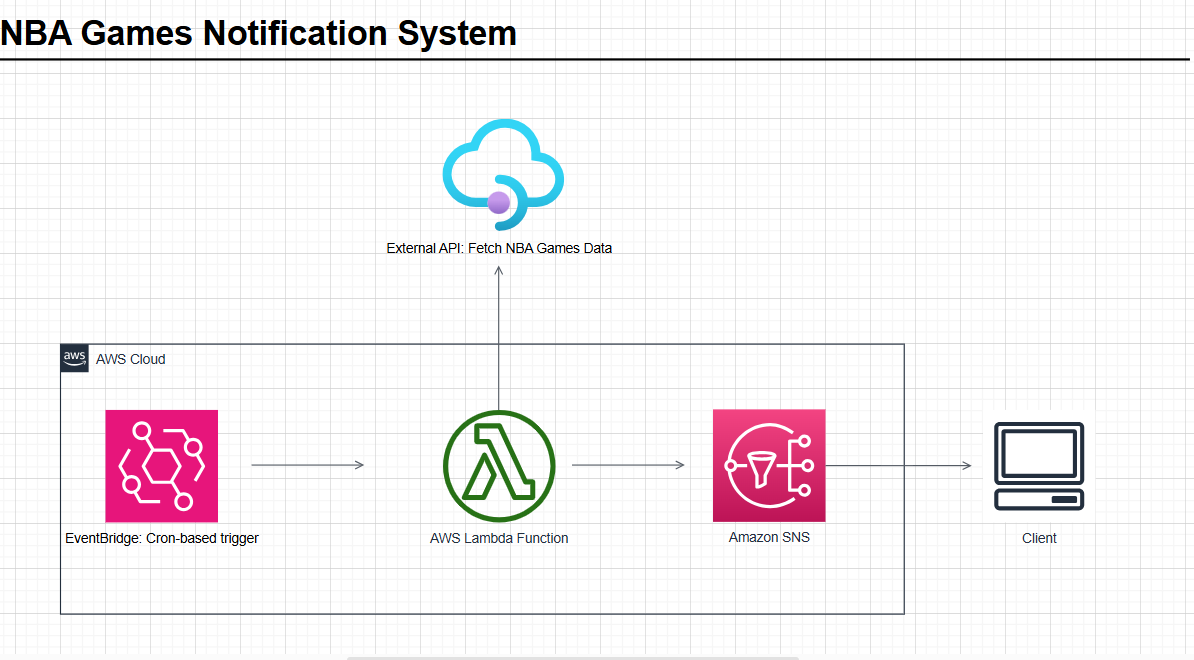 NBA Games Notification System
External API: Fetch NBA Games Data
aws
AWS Cloud
EventBridge: Cron-based trigger
AWS Lambda Function
Amazon SNS
Client